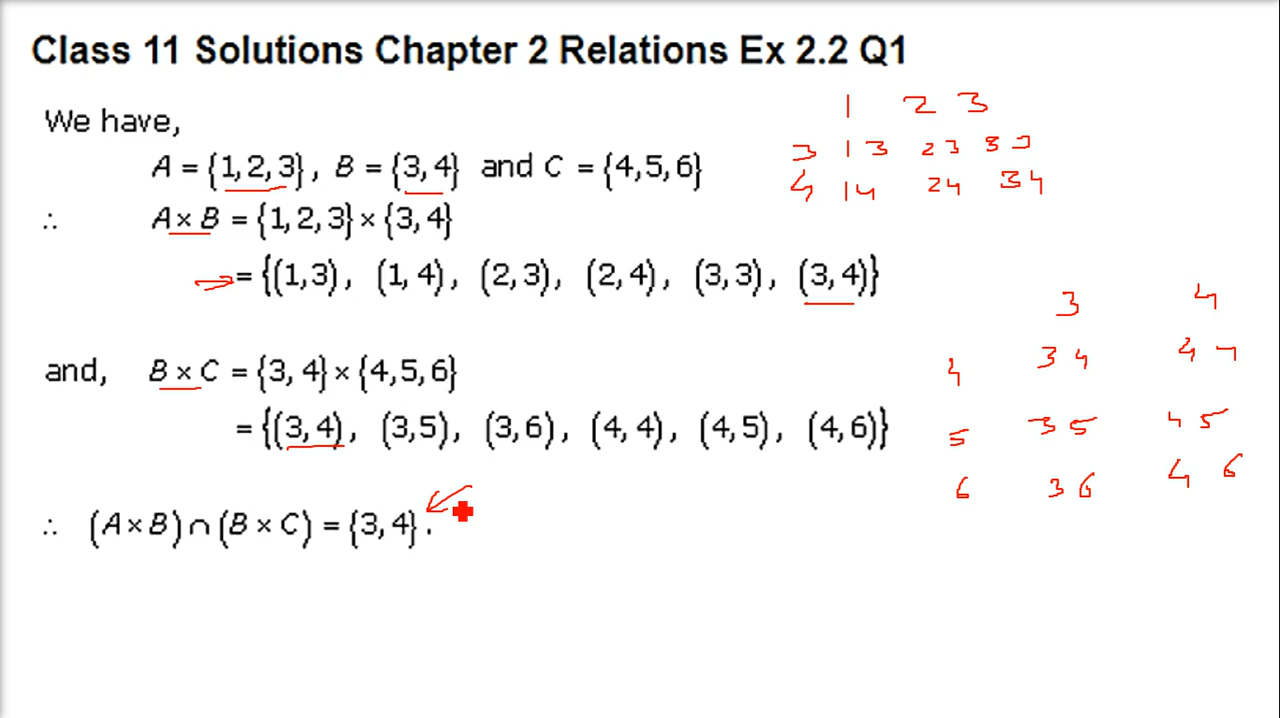 Class 11 Solutions Chapter 2 Relations Ex 2.2 Q1
We have,
A = {1, 2, 3}, B = {3, 4} and C = {4, 5, 6}
∴ A × B = {1, 2, 3} × {3, 4}
= {(1, 3), (1, 4), (2, 3), (2, 4), (3, 3), (3, 4)}
and, B × C = {3, 4} × {4, 5, 6}
= {(3, 4), (3, 5), (3, 6), (4, 4), (4, 5), (4, 6)}
∴ (A × B) ∩ (B × C) = {3, 4}.
1 2 3
3 13 23 33
4 14 24 34
3 4
4 34 44
5 35 45
6 36 46